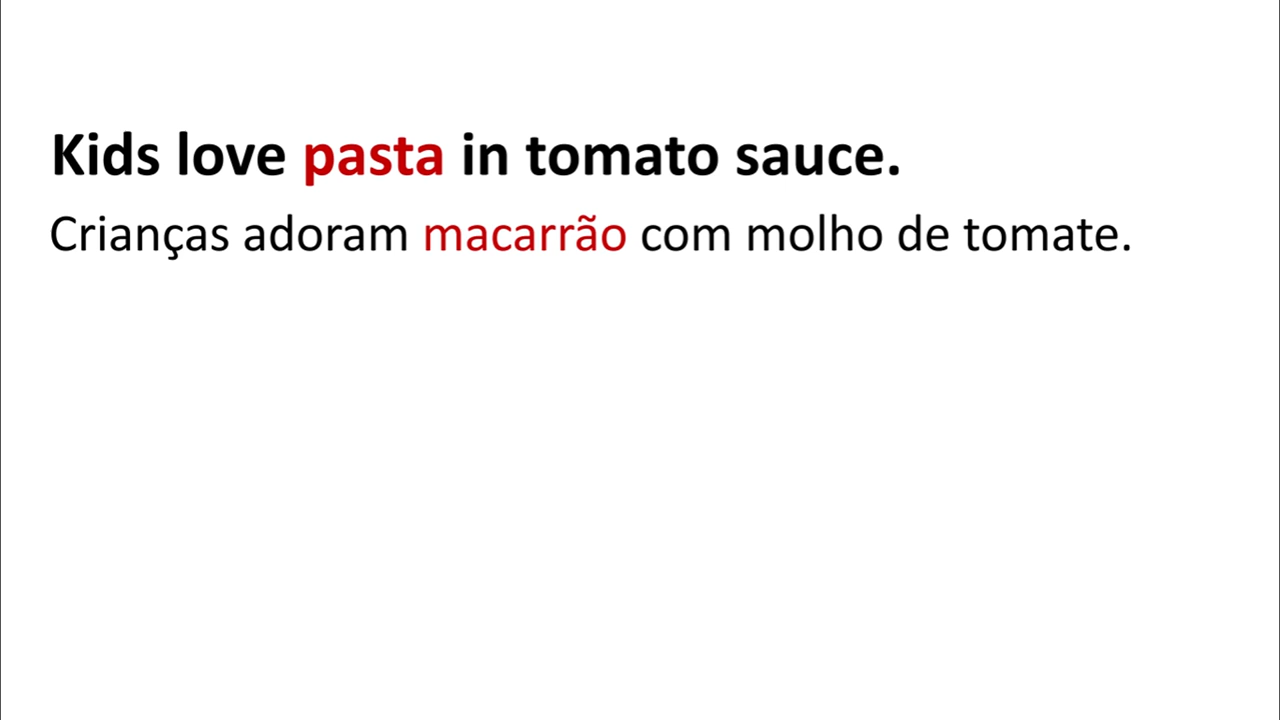 Kids love pasta in tomato sauce.
Crianças adoram macarrão com molho de tomate.